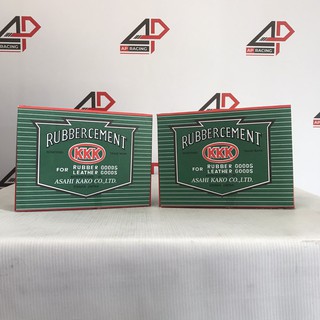 AP RACING
AP RACING
RUBBERCEMENT
KKK
FOR RUBBER GOODS
LEATHER GOODS
ASAHI KAKO CO.,LTD.
RUBBERCEMENT
KKK
FOR RUBBER GOODS
LEATHER GOODS
ASAHI KAKO CO.,LTD.